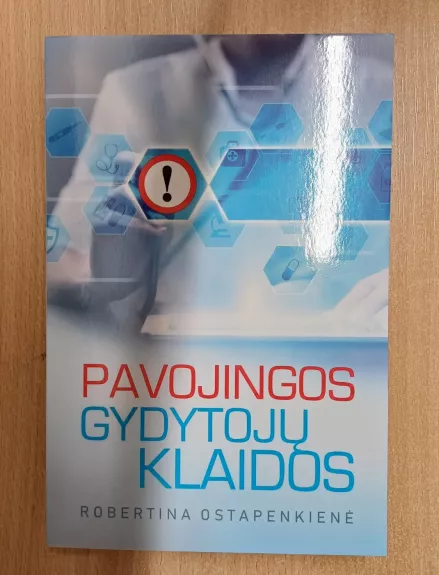 !
PAVOJINGOS
GYDYTOJŲ
KLAIDOS
ROBERTINA OSTAPENKIENĖ